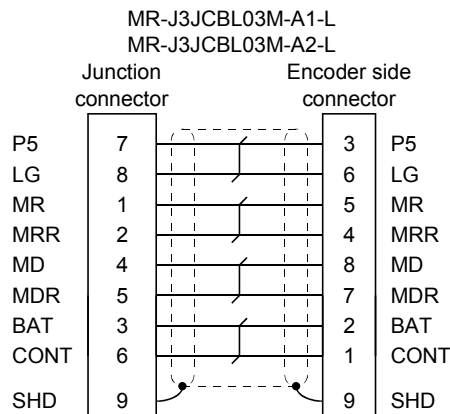 MR-J3JCBL03M-A1-L
MR-J3JCBL03M-A2-L
Junction connector Encoder side connector
P5 7 3 P5
LG 8 6 LG
MR 1 5 MR
MRR 2 4 MRR
MD 4 8 MD
MDR 5 7 MDR
BAT 3 2 BAT
CONT 6 1 CONT
SHD 9 9 SHD